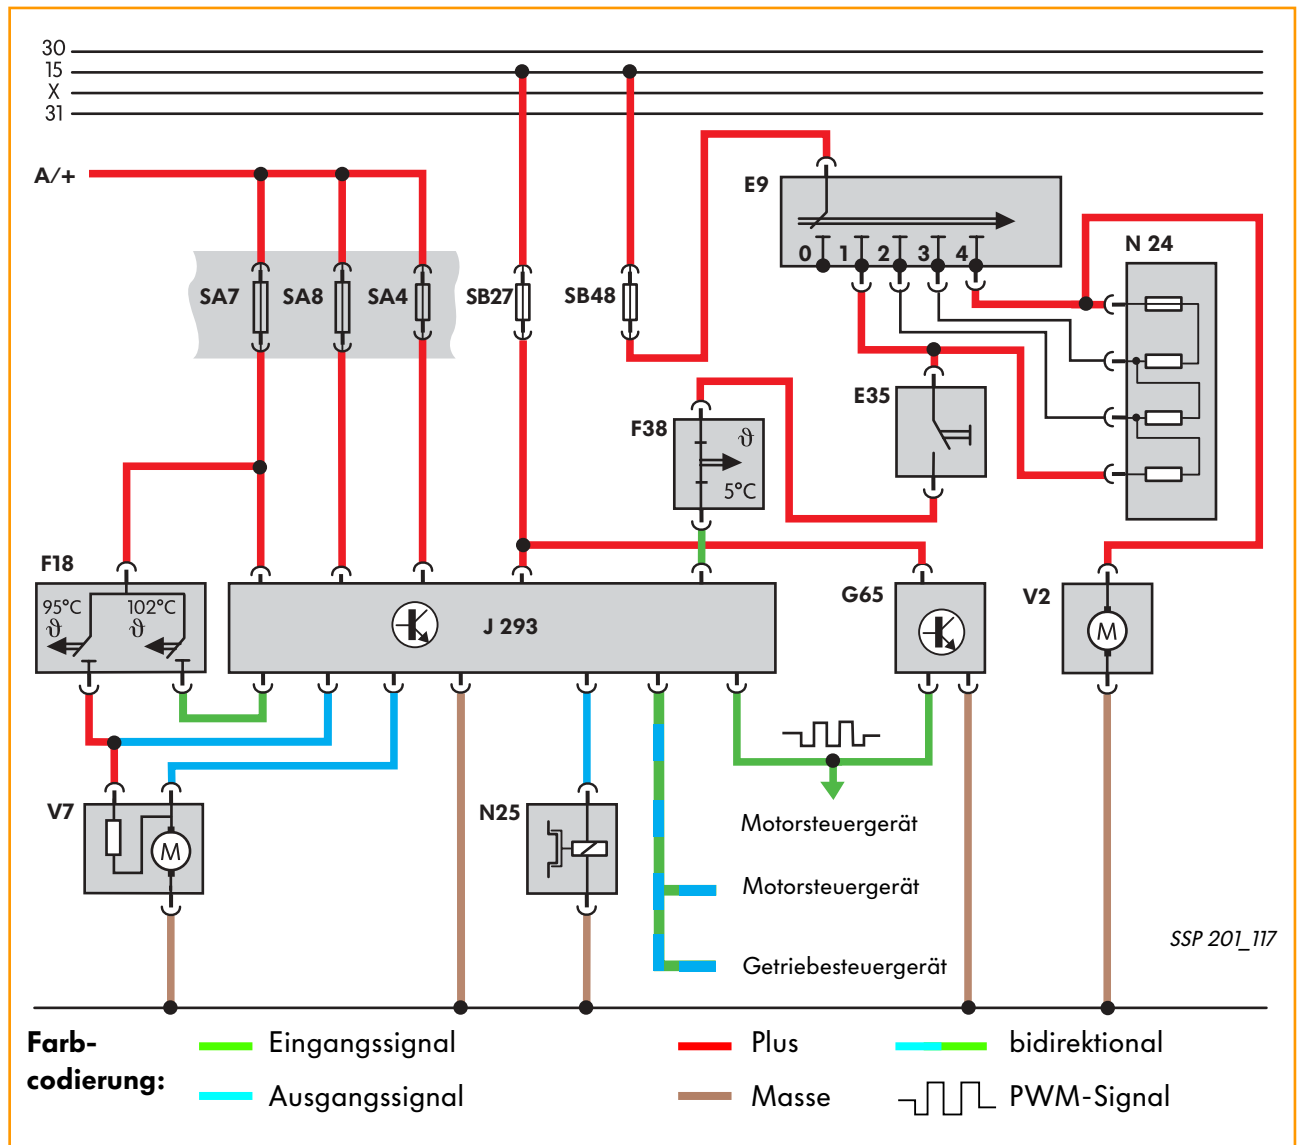 30
15
X
31
A/+
E9
0 1 2 3 4
N 24
SA7 SA8 SA4 SB27 SB48
E35
F38
ϑ
5°C
F18
95°C 102°C
ϑ ϑ
J 293
G65
V2
M
V7
M
N25
Motorsteuergerät
Motorsteuergerät
Getriebesteuergerät
SSP 201_117
Farb-
codierung:
Eingangssignal
Ausgangssignal
Plus
Masse
bidirektional
PWM-Signal